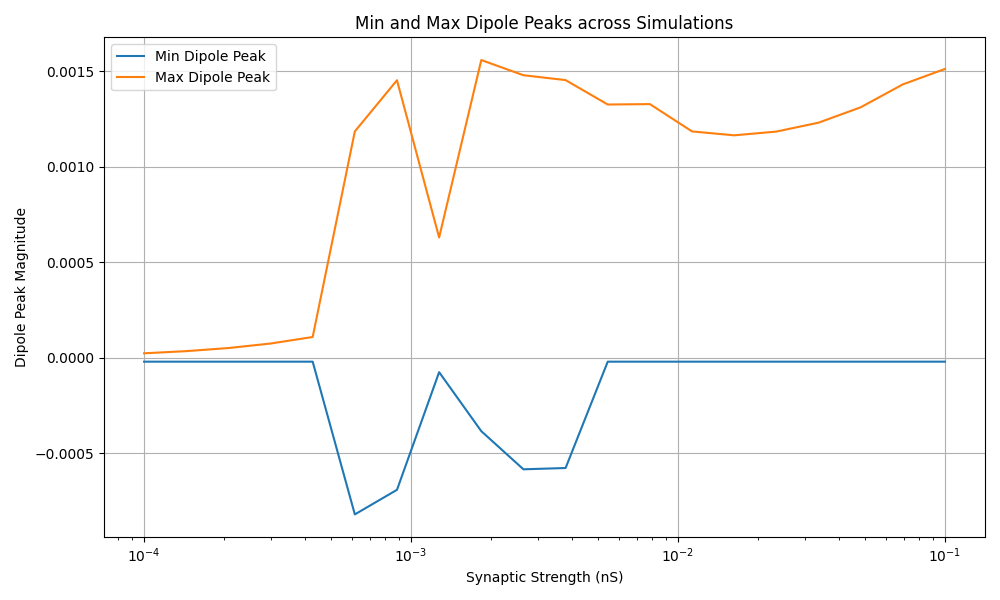 Min and Max Dipole Peaks across Simulations
Min Dipole Peak
Max Dipole Peak
Dipole Peak Magnitude
0.0015
0.0010
0.0005
0.0000
−0.0005
10⁻⁴
10⁻³
10⁻²
10⁻¹
Synaptic Strength (nS)